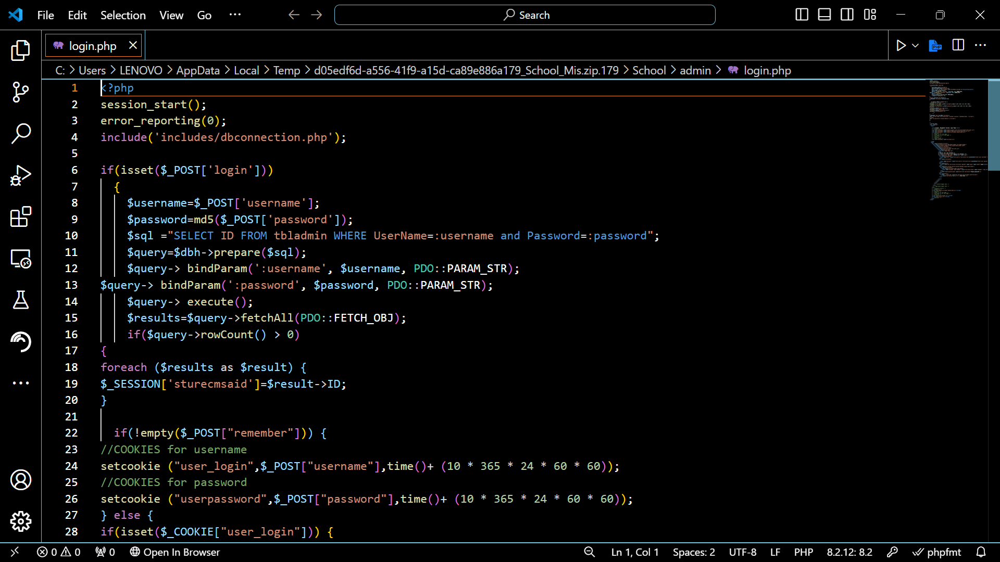 File Edit Selection View Go ··· Search
login.php
C: > Users > LENOVO > AppData > Local > Temp > d05edf6d-a556-41f9-a15d-ca89e886a179_School_Mis.zip.179 > School > admin > login.php
1 <?php
2 session_start();
3 error_reporting(0);
4 include('includes/dbconnection.php');
5
6 if(isset($_POST['login']))
7   {
8     $username=$_POST['username'];
9     $password=md5($_POST['password']);
10     $sql ="SELECT ID FROM tbladmin WHERE UserName=:username and Password=:password";
11     $query=$dbh->prepare($sql);
12     $query-> bindParam(':username', $username, PDO::PARAM_STR);
13 $query-> bindParam(':password', $password, PDO::PARAM_STR);
14     $query-> execute();
15     $results=$query->fetchAll(PDO::FETCH_OBJ);
16     if($query->rowCount() > 0)
17 {
18 foreach ($results as $result) {
19 $_SESSION['sturecmsaid']=$result->ID;
20 }
21
22   if(!empty($_POST["remember"])) {
23 //COOKIES for username
24 setcookie ("user_login",$_POST["username"],time()+ (10 * 365 * 24 * 60 * 60));
25 //COOKIES for password
26 setcookie ("userpassword",$_POST["password"],time()+ (10 * 365 * 24 * 60 * 60));
27 } else {
28 if(isset($_COOKIE["user_login"])) {
0 0 0 Open In Browser Ln 1, Col 1 Spaces: 2 UTF-8 LF PHP 8.2.12: 8.2 phpfmt